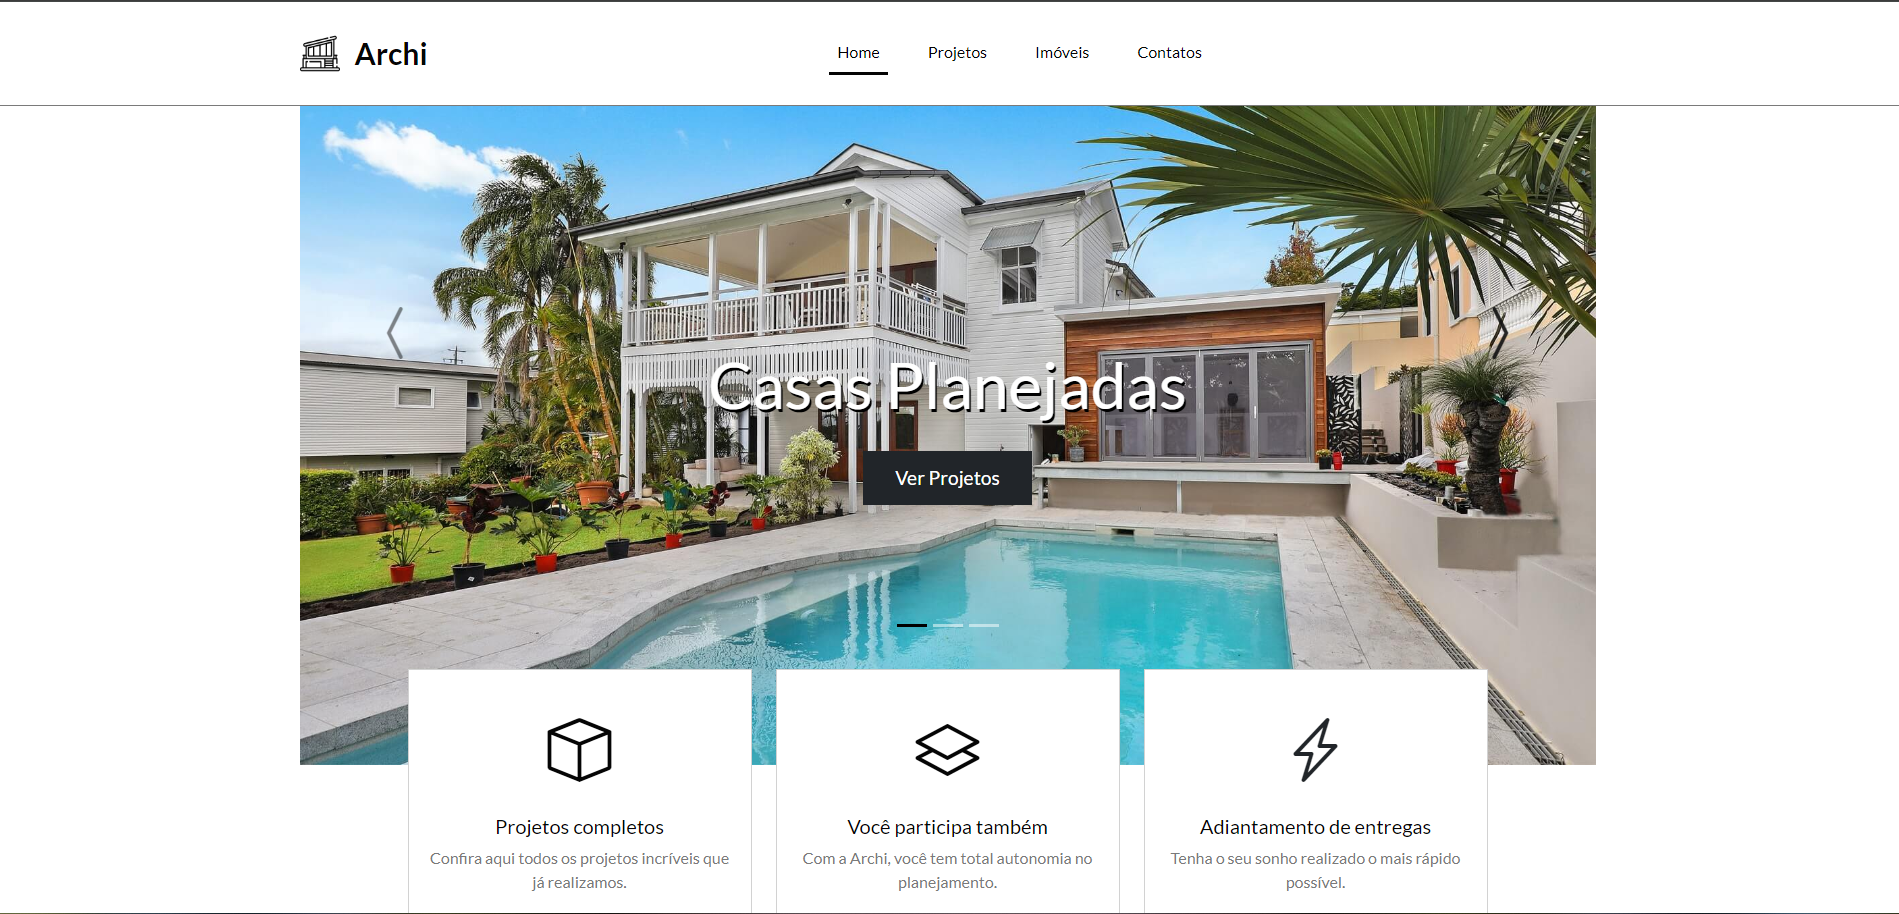 Archi
Home
Projetos
Imóveis
Contatos
Casas Planejadas
Ver Projetos
Projetos completos
Confira aqui todos os projetos incríveis que
já realizamos.
Você participa também
Com a Archi, você tem total autonomia no
planejamento.
Adiantamento de entregas
Tenha o seu sonho realizado o mais rápido
possível.